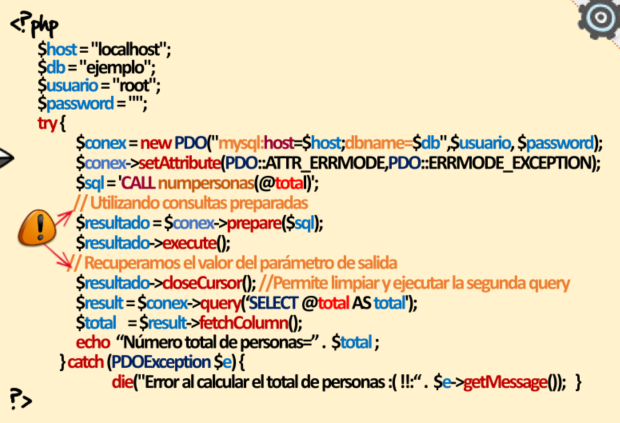 <?php
$host = "localhost";
$db = "ejemplo";
$usuario = "root";
$password = "";
try {
$conex = new PDO("mysql:host=$host;dbname=$db",$usuario, $password);
$conex->setAttribute(PDO::ATTR_ERRMODE,PDO::ERRMODE_EXCEPTION);
$sql = 'CALL numpersonas(@total)';
// Utilizando consultas preparadas
$resultado = $conex->prepare($sql);
$resultado->execute();
// Recuperamos el valor del parámetro de salida
$resultado->closeCursor(); //Permite limpiar y ejecutar la segunda query
$result = $conex->query(‘SELECT @total AS total');
$total = $result->fetchColumn();
echo “Número total de personas=” . $total ;
} catch (PDOException $e) {
die("Error al calcular el total de personas :( !!:“ . $e->getMessage()); }
?>